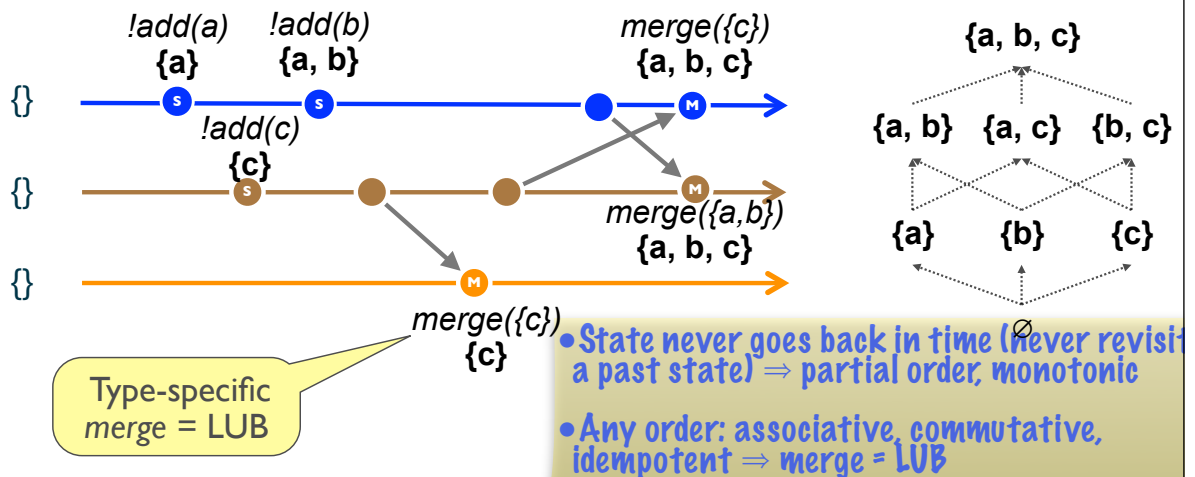 !add(a)
{a}
!add(b)
{a, b}
merge({c})
{a, b, c}
{}
S
S
M
!add(c)
{c}
{}
S
M
merge({a,b})
{a, b, c}
{}
M
merge({c})
{c}
Type-specific
merge = LUB
{a, b, c}
{a, b} {a, c} {b, c}
{a} {b} {c}
∅
•State never goes back in time (never revisit
a past state) ⇒ partial order, monotonic
•Any order: associative, commutative,
idempotent ⇒ merge = LUB